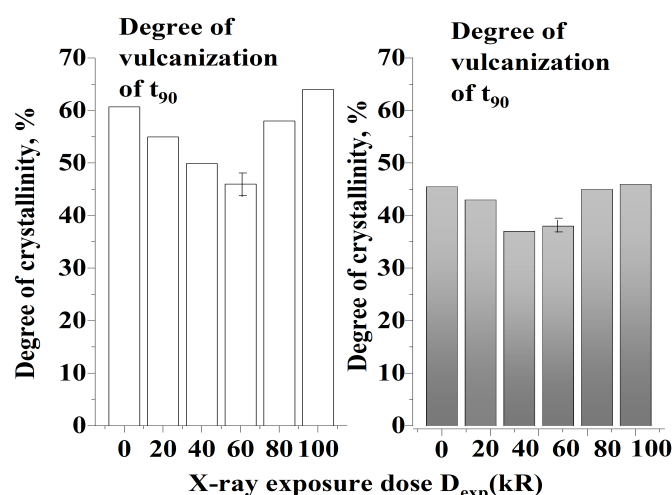 Degree of
vulcanization
of t90
Degree of crystallinity, %
70
60
50
40
30
20
10
0
0 20 40 60 80 100
Degree of
vulcanization
of t90
Degree of crystallinity, %
70
60
50
40
30
20
10
0
0 20 40 60 80 100
X-ray exposure dose Dexp(kR)